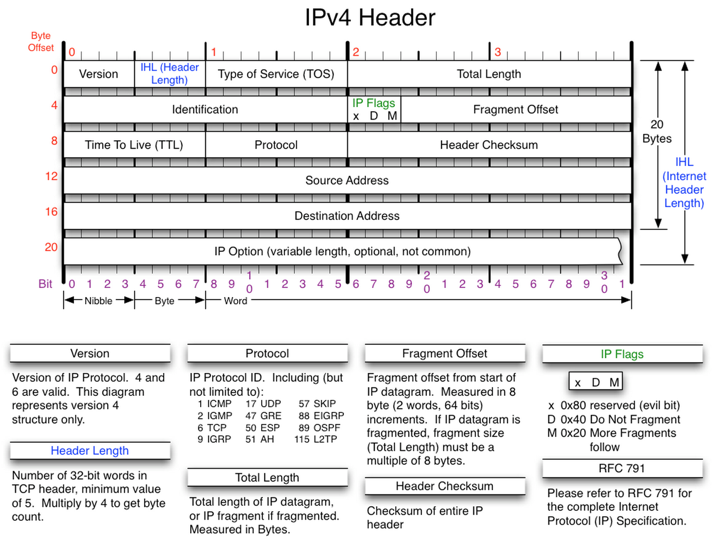 IPv4 Header
Byte
Offset
0 1 2 3
0 Version IHL (Header
Length) Type of Service (TOS) Total Length
4 Identification IP Flags
x D M Fragment Offset
8 Time To Live (TTL) Protocol Header Checksum
12 Source Address
16 Destination Address
20 IP Option (variable length, optional, not common)
20
Bytes
IHL
(Internet
Header
Length)
Bit 0 1 2 3 4 5 6 7 8 9 1 0 1 2 3 4 5 6 7 8 9 2 0 1 2 3 4 5 6 7 8 9 3 0 1
Nibble Byte Word
Version
Version of IP Protocol. 4 and
6 are valid. This diagram
represents version 4
structure only.
Header Length
Number of 32-bit words in
TCP header, minimum value
of 5. Multiply by 4 to get byte
count.
Protocol
IP Protocol ID. Including (but
not limited to):
1 ICMP 17 UDP 57 SKIP
2 IGMP 47 GRE 88 EIGRP
6 TCP 50 ESP 89 OSPF
9 IGRP 51 AH 115 L2TP
Total Length
Total length of IP datagram,
or IP fragment if fragmented.
Measured in Bytes.
Fragment Offset
Fragment offset from start of
IP datagram. Measured in 8
byte (2 words, 64 bits)
increments. If IP datagram is
fragmented, fragment size
(Total Length) must be a
multiple of 8 bytes.
Header Checksum
Checksum of entire IP
header
IP Flags
x D M
x 0x80 reserved (evil bit)
D 0x40 Do Not Fragment
M 0x20 More Fragments
follow
RFC 791
Please refer to RFC 791 for
the complete Internet
Protocol (IP) Specification.